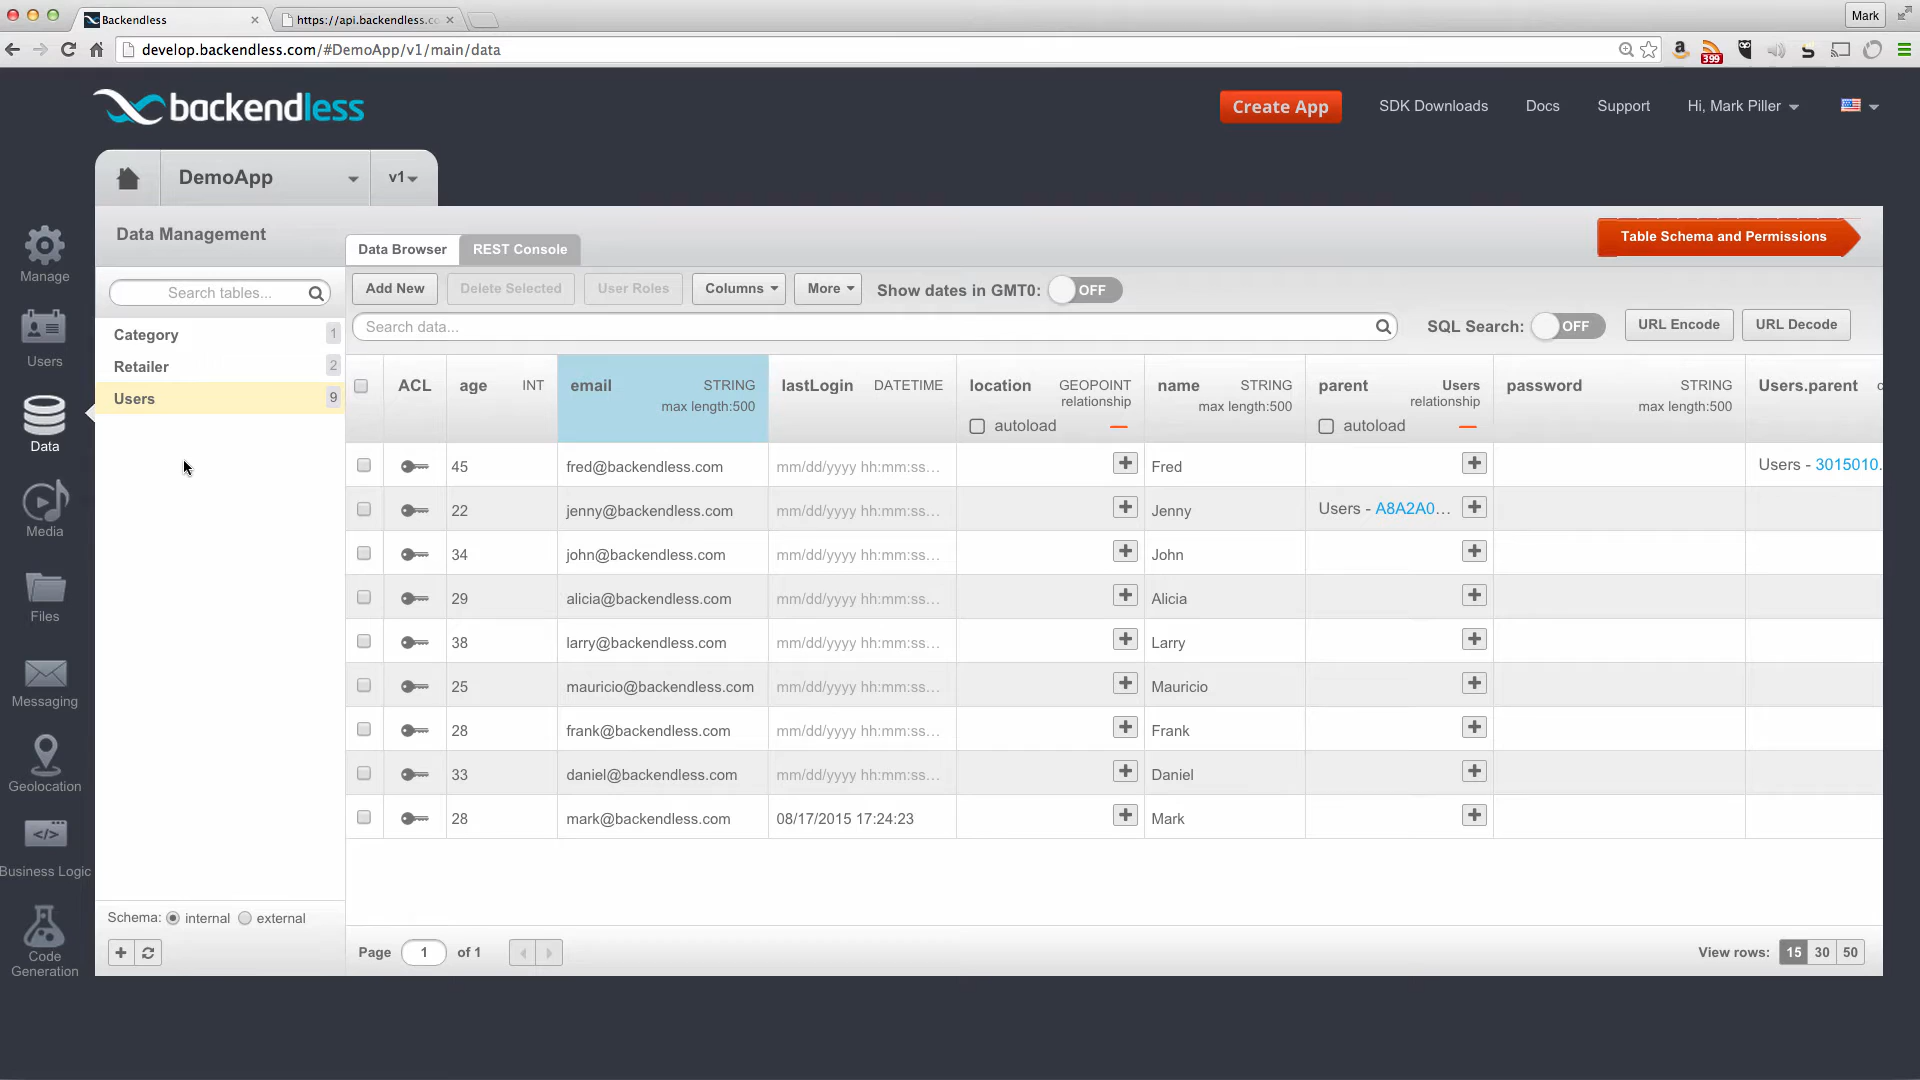 Backendless
https://api.backendless.co
Mark
develop.backendless.com/#DemoApp/v1/main/data
399
backendless
Create App
SDK Downloads
Docs
Support
Hi, Mark Piller
DemoApp
v1
Data Management
Data Browser
REST Console
Table Schema and Permissions
Manage
Users
Data
Media
Files
Messaging
Geolocation
Business Logic
Code
Generation
Search tables...
Category 1
Retailer 2
Users 9
Add New
Delete Selected
User Roles
Columns
More
Show dates in GMT0: OFF
Search data...
SQL Search: OFF
URL Encode
URL Decode
ACL age INT email STRING lastLogin DATETIME location GEOPOINT name STRING parent Users password STRING Users.parent
max length:500 relationship max length:500 relationship max length:500
autoload autoload
45 fred@backendless.com mm/dd/yyyy hh:mm:ss... Fred Users - 3015010.
22 jenny@backendless.com mm/dd/yyyy hh:mm:ss... Jenny Users - A8A2A0...
34 john@backendless.com mm/dd/yyyy hh:mm:ss... John
29 alicia@backendless.com mm/dd/yyyy hh:mm:ss... Alicia
38 larry@backendless.com mm/dd/yyyy hh:mm:ss... Larry
25 mauricio@backendless.com mm/dd/yyyy hh:mm:ss... Mauricio
28 frank@backendless.com mm/dd/yyyy hh:mm:ss... Frank
33 daniel@backendless.com mm/dd/yyyy hh:mm:ss... Daniel
28 mark@backendless.com 08/17/2015 17:24:23 Mark
Schema: internal external
Page 1 of 1
View rows: 15 30 50